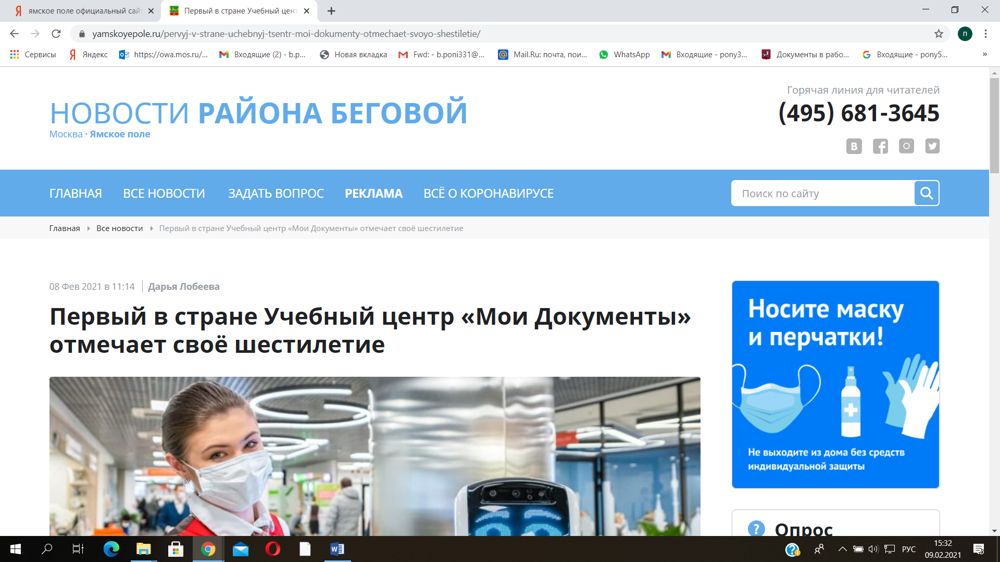 ямское поле официальный сай
Первый в стране Учебный цен
yamskoyepole.ru/pervyj-v-strane-uchebnyj-tsentr-moi-dokumenty-otmechaet-svoyo-shestiletie/
п
Сервисы
Яндекс
https://owa.mos.ru/...
Входящие (2) - b.p...
Новая вкладка
Fwd: - b.poni331@...
Mail.Ru: почта, пои...
WhatsApp
Входящие - pony3...
Документы в рабо...
Входящие - pony5...
»
Горячая линия для читателей
НОВОСТИ РАЙОНА БЕГОВОЙ
(495) 681-3645
Москва · Ямское поле
ГЛАВНАЯ
ВСЕ НОВОСТИ
ЗАДАТЬ ВОПРОС
РЕКЛАМА
ВСЁ О КОРОНАВИРУСЕ
Поиск по сайту
Главная
Все новости
Первый в стране Учебный центр «Мои Документы» отмечает своё шестилетие
08 Фев 2021 в 11:14
Дарья Лобеева
Первый в стране Учебный центр «Мои Документы»
отмечает своё шестилетие
Носите маску
и перчатки!
Не выходите из дома без средств
индивидуальной защиты
Опрос
РУС
15:32
09.02.2021